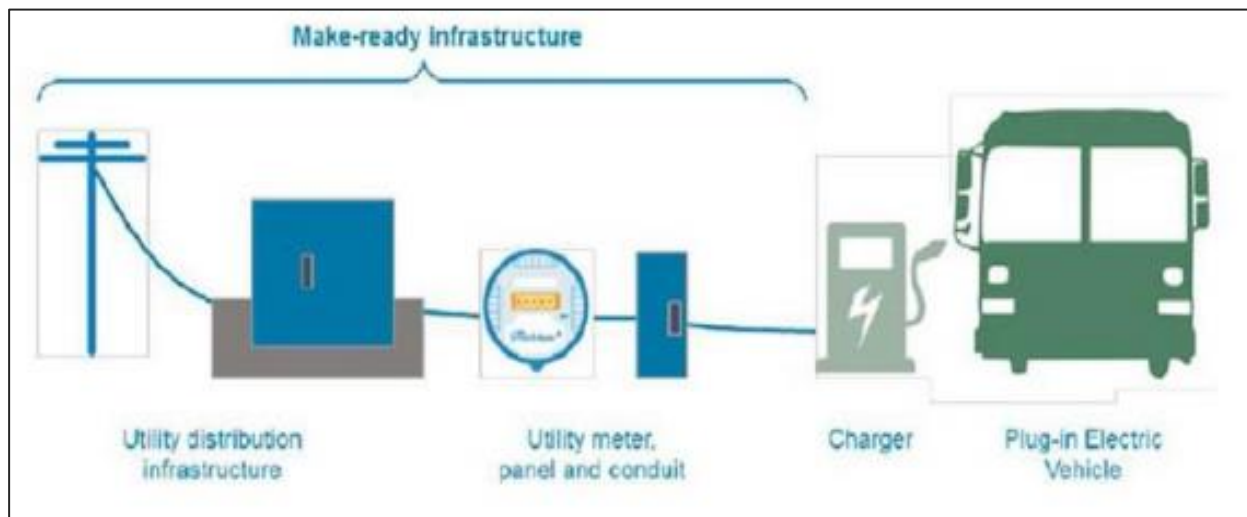 Make-ready infrastructure
Utility distribution
infrastructure
Utility meter,
panel and conduit
Charger
Plug-in Electric
Vehicle